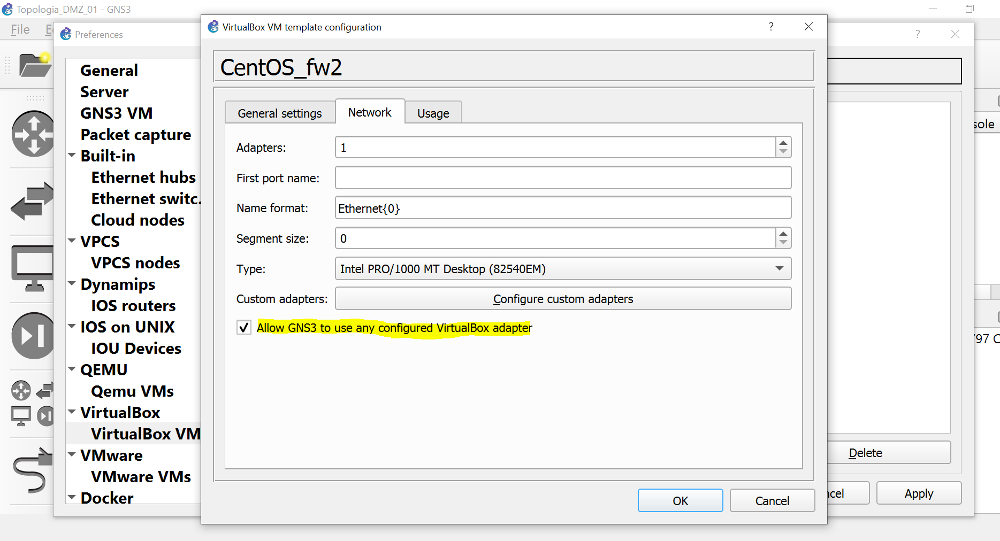 Topologia_DMZ_01 - GNS3
File
Preferences
?
VirtualBox VM template configuration
?
CentOS_fw2
General
Server
GNS3 VM
Packet capture
Built-in
Ethernet hubs
Ethernet switc.
Cloud nodes
VPCS
VPCS nodes
Dynamips
IOS routers
IOS on UNIX
IOU Devices
QEMU
Qemu VMs
VirtualBox
VirtualBox VM
VMware
VMware VMs
Docker
General settings
Network
Usage
Adapters:
1
First port name:
Name format:
Ethernet{0}
Segment size:
0
Type:
Intel PRO/1000 MT Desktop (82540EM)
Custom adapters:
Configure custom adapters
Allow GNS3 to use any configured VirtualBox adapter
OK
Cancel
Delete
ncel
Apply
sole
797 C